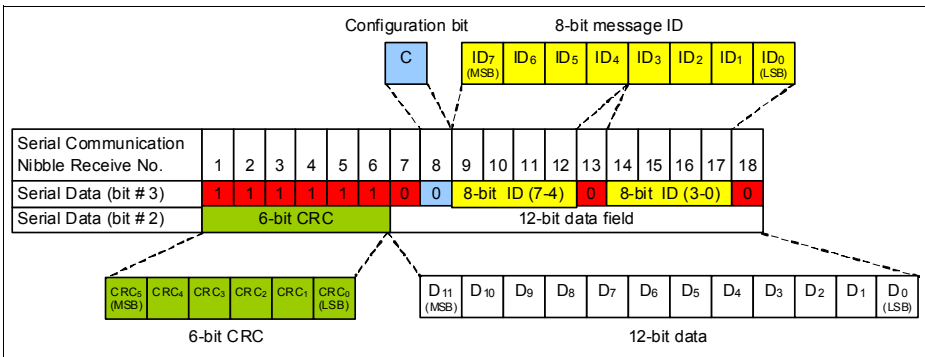 Configuration bit 8-bit message ID
C ID7 (MSB) ID6 ID5 ID4 ID3 ID2 ID1 ID0 (LSB)
Serial Communication
Nibble Receive No. 1 2 3 4 5 6 7 8 9 10 11 12 13 14 15 16 17 18
Serial Data (bit # 3) 1 1 1 1 1 1 0 0 8-bit ID (7-4) 0 8-bit ID (3-0) 0
Serial Data (bit # 2) 6-bit CRC 12-bit data field
CRC5 (MSB) CRC4 CRC3 CRC2 CRC1 CRC0 (LSB) D11 (MSB) D10 D9 D8 D7 D6 D5 D4 D3 D2 D1 D0 (LSB)
6-bit CRC 12-bit data